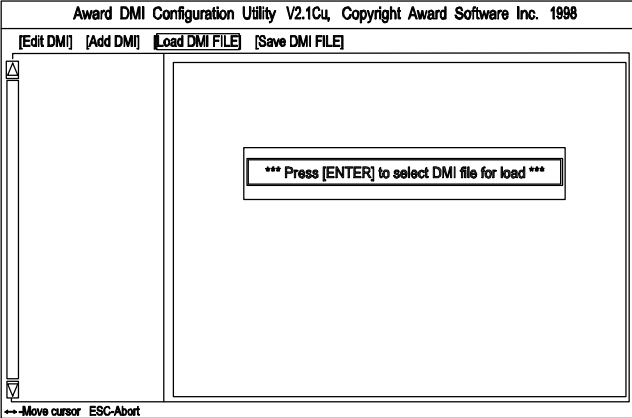 Award DMI Configuration Utility V2.1Cu, Copyright Award Software Inc. 1998
[Edit DMI] [Add DMI] [Load DMI FILE] [Save DMI FILE]
*** Press [ENTER] to select DMI file for load ***
↔-Move cursor ESC-Abort